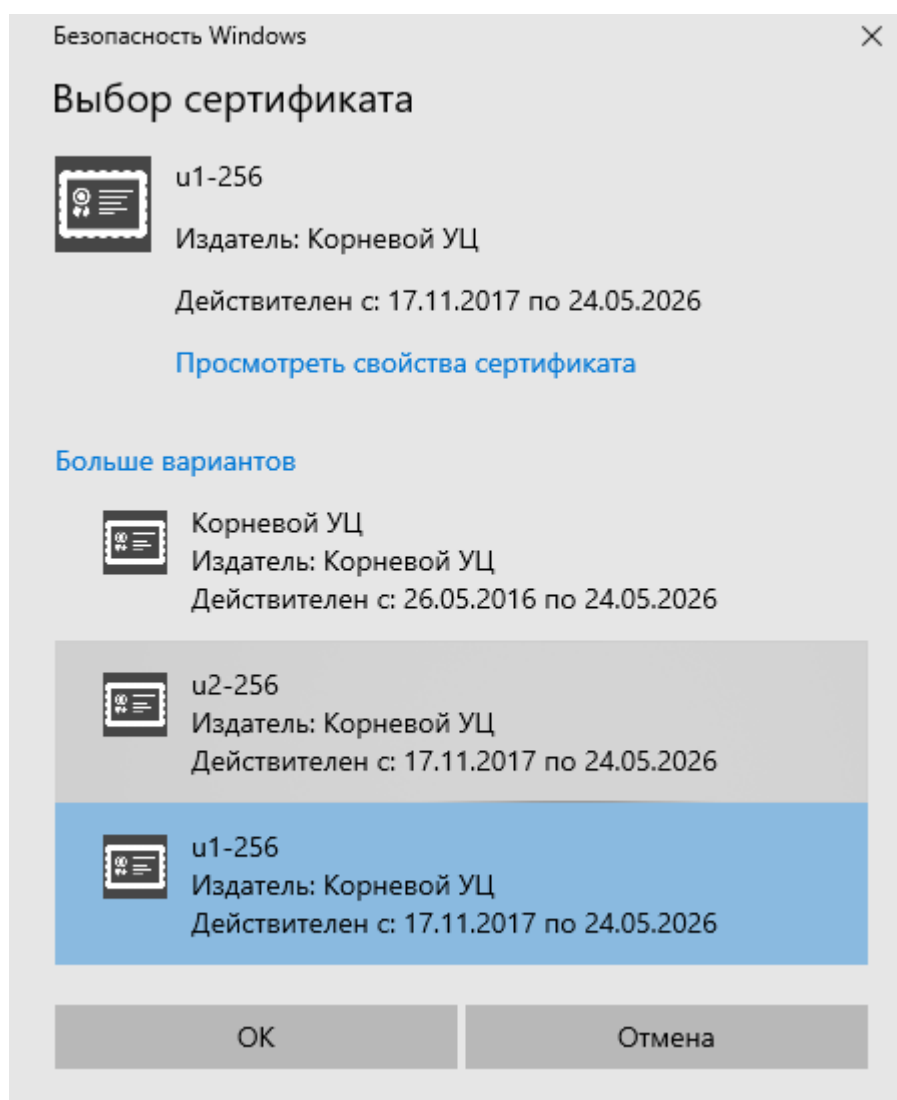 Безопасность Windows
Выбор сертификата
u1-256
Издатель: Корневой УЦ
Действителен с: 17.11.2017 по 24.05.2026
Просмотреть свойства сертификата
Больше вариантов
Корневой УЦ
Издатель: Корневой УЦ
Действителен с: 26.05.2016 по 24.05.2026
u2-256
Издатель: Корневой УЦ
Действителен с: 17.11.2017 по 24.05.2026
u1-256
Издатель: Корневой УЦ
Действителен с: 17.11.2017 по 24.05.2026
ОК
Отмена